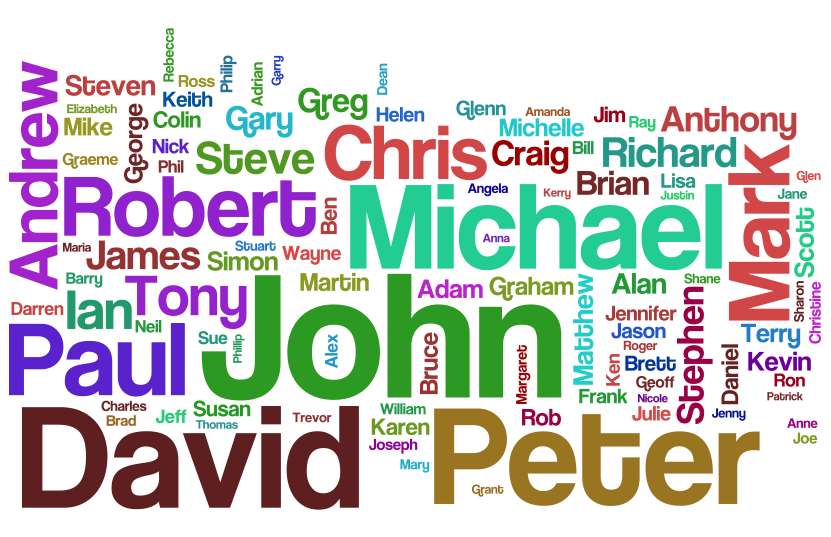 Rebecca
Andrew
Steven
Ross
Philip
Adrian
Garry
Dean
Elizabeth
Keith
Greg
Mike
George
Colin
Gary
Helen
Glenn
Amanda
Michelle
Jim
Ray
Anthony
Graeme
Nick
Phil
Steve
Chris
Craig
Bill
Richard
Mark
Glen
Robert
Ben
Michael
Angela
Kerry
Brian
Lisa
Justin
Jane
Scott
Maria
James
Stuart
Simon
Wayne
Anna
Barry
Tony
Martin
Adam
Graham
Alan
Shane
Sharon
Christine
Darren
Ian
Neil
John
Matthew
Jennifer
Stephen
Paul
Sue
Phillip
Alex
Bruce
Margaret
Jason
Roger
Ken
Brett
Terry
Daniel
Kevin
Geoff
Ron
Frank
Nicole
Patrick
Charles
Brad
Jeff
Susan
Thomas
Trevor
William
Karen
Rob
Julie
Jenny
Anne
Joe
David
Joseph
Mary
Peter
Grant